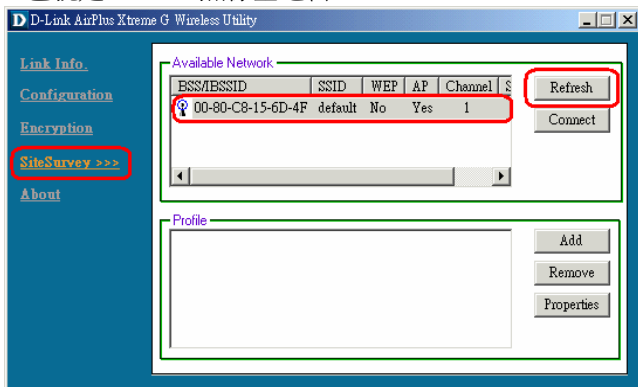 D-Link AirPlus Xtreme G Wireless Utility
Link Info.
Configuration
Encryption
SiteSurvey >>>
About
Available Network
BSS/IBSSID SSID WEP AP Channel S
00-80-C8-15-6D-4F default No Yes 1
Refresh
Connect
Profile
Add
Remove
Properties